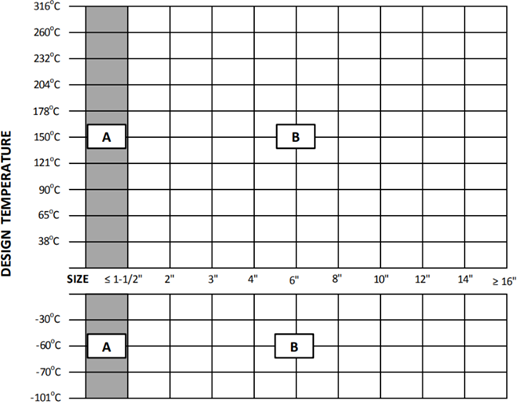 DESIGN TEMPERATURE
316°C
260°C
232°C
204°C
178°C
150°C A B
121°C
90°C
65°C
38°C
SIZE ≤ 1-1/2" 2" 3" 4" 6" 8" 10" 12" 14" ≥ 16"
-30°C
-60°C A B
-70°C
-101°C